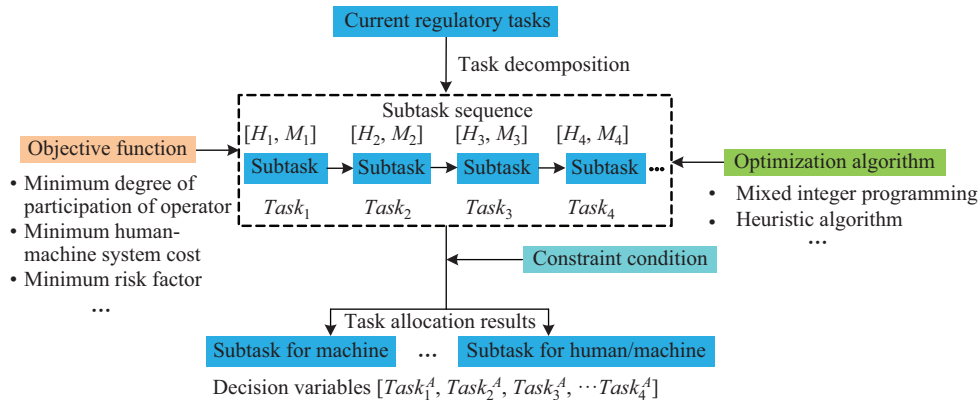 Current regulatory tasks
Task decomposition
Subtask sequence
[H₁, M₁] [H₂, M₂] [H₃, M₃] [H₄, M₄]
Subtask Subtask Subtask Subtask ...
Task₁ Task₂ Task₃ Task₄
Objective function
• Minimum degree of
participation of operator
• Minimum human-
machine system cost
• Minimum risk factor
...
Optimization algorithm
• Mixed integer programming
• Heuristic algorithm
...
Constraint condition
Task allocation results
Subtask for machine ... Subtask for human/machine
Decision variables [Task₁ᴬ, Task₂ᴬ, Task₃ᴬ, ⋯Task₄ᴬ]